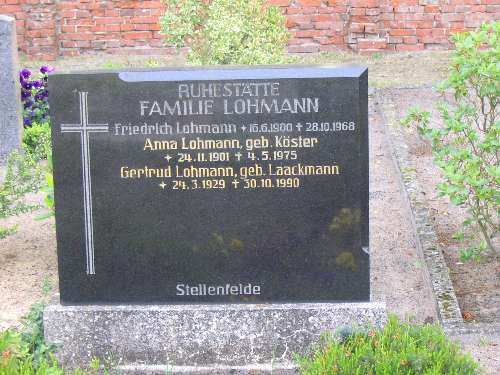 RUHESTÄTTE
FAMILIE LOHMANN
Friedrich Lohmann * 16.6.1900 + 28.10.1968
Anna Lohmann, geb. Köster
* 24.11.1901 + 4.5.1975
Gertrud Lohmann, geb. Laackmann
* 24.3.1929 + 30.10.1990
Stellenfelde